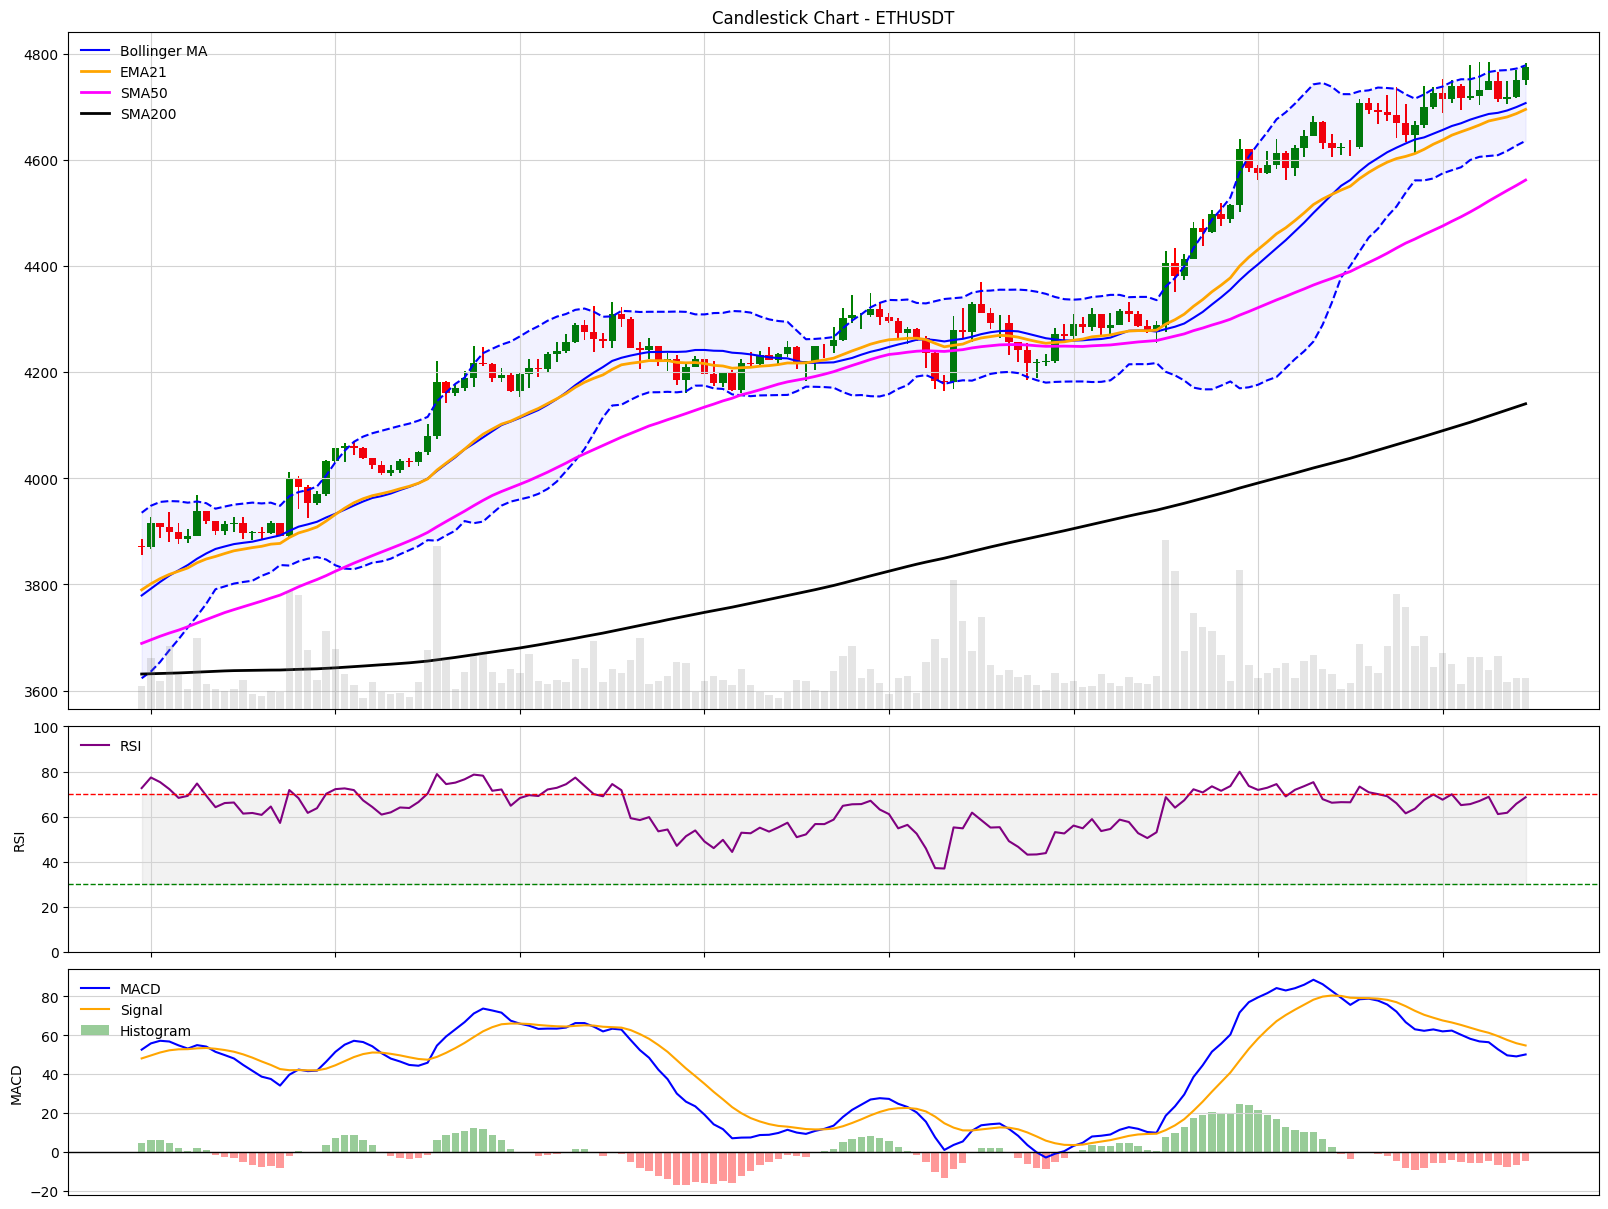 Candlestick Chart - ETHUSDT
Bollinger MA
EMA21
SMA50
SMA200
4800
4600
4400
4200
4000
3800
3600
RSI
100
80
60
40
20
0
RSI
MACD
Signal
Histogram
80
60
40
20
0
−20
MACD